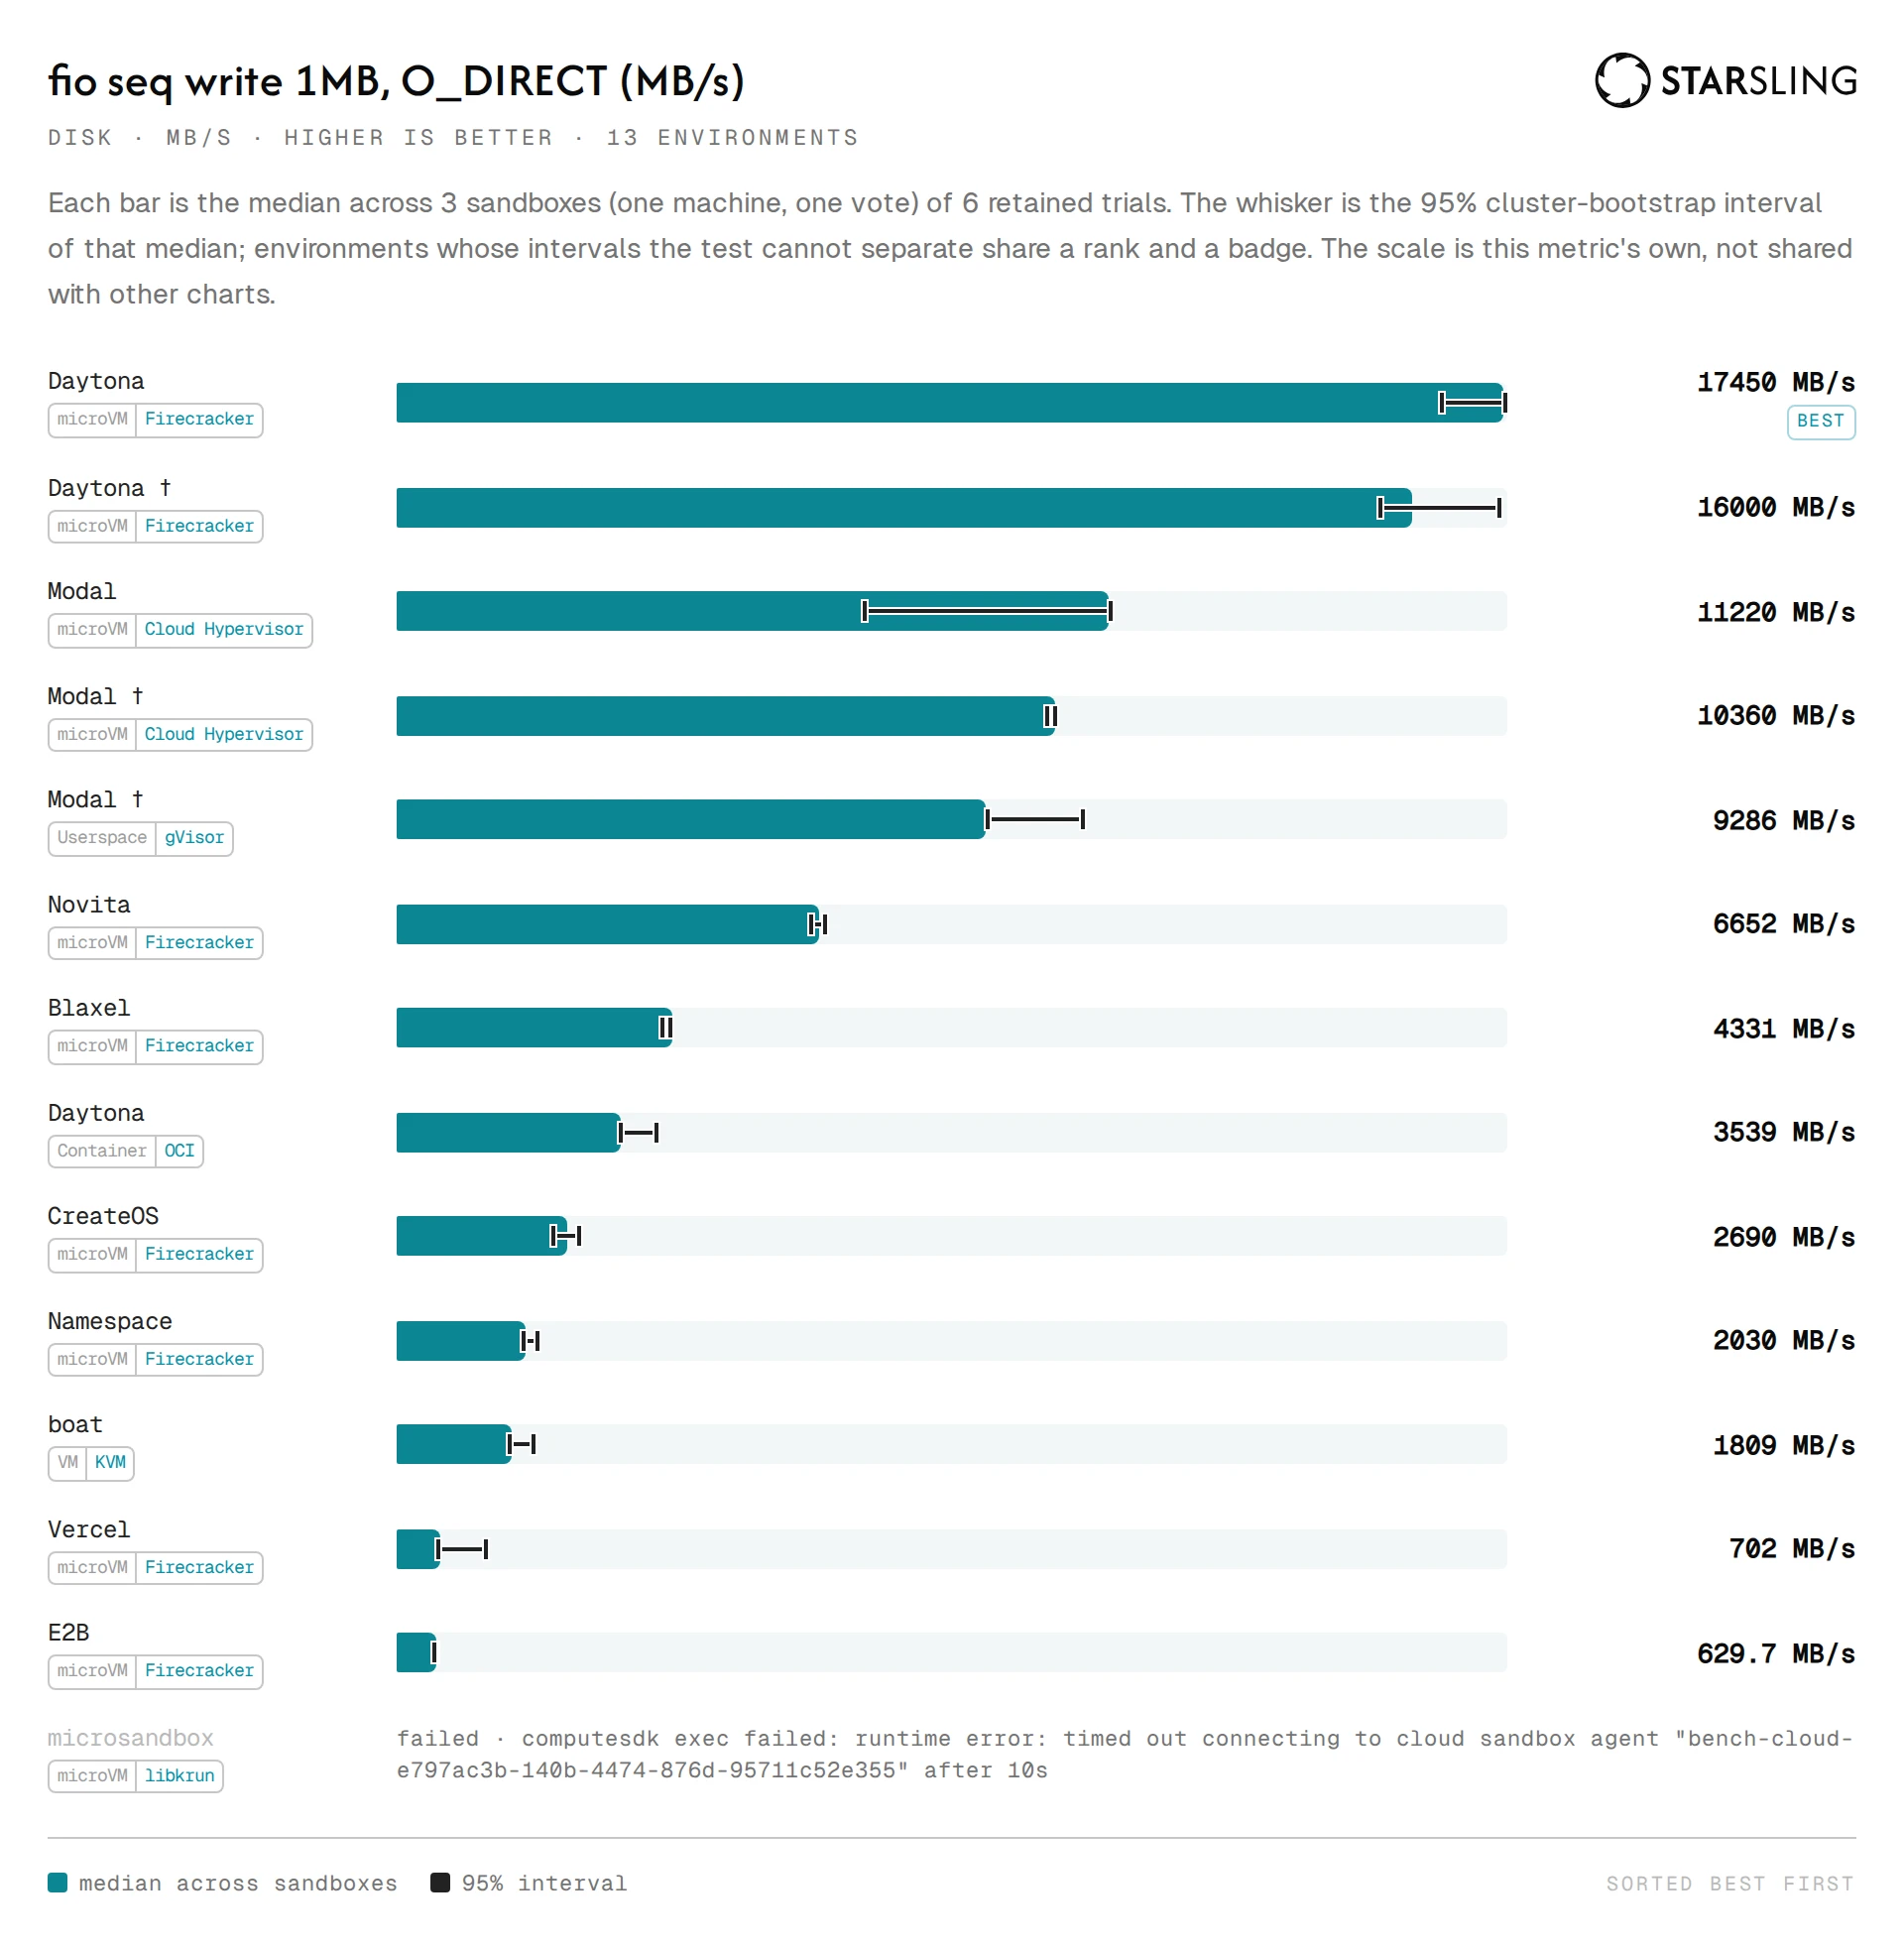 fio seq write 1MB, O_DIRECT (MB/s)
STARSLING
DISK · MB/S · HIGHER IS BETTER · 13 ENVIRONMENTS
Each bar is the median across 3 sandboxes (one machine, one vote) of 6 retained trials. The whisker is the 95% cluster-bootstrap interval
of that median; environments whose intervals the test cannot separate share a rank and a badge. The scale is this metric's own, not shared
with other charts.
Daytona
17450 MB/s
microVM Firecracker
BEST
Daytona †
16000 MB/s
microVM Firecracker
Modal
11220 MB/s
microVM Cloud Hypervisor
Modal †
10360 MB/s
microVM Cloud Hypervisor
Modal †
9286 MB/s
Userspace gVisor
Novita
6652 MB/s
microVM Firecracker
Blaxel
4331 MB/s
microVM Firecracker
Daytona
3539 MB/s
Container OCI
CreateOS
2690 MB/s
microVM Firecracker
Namespace
2030 MB/s
microVM Firecracker
boat
1809 MB/s
VM KVM
Vercel
702 MB/s
microVM Firecracker
E2B
629.7 MB/s
microVM Firecracker
microsandbox
microVM libkrun
failed · computesdk exec failed: runtime error: timed out connecting to cloud sandbox agent "bench-cloud-
e797ac3b-140b-4474-876d-95711c52e355" after 10s
median across sandboxes
95% interval
SORTED BEST FIRST